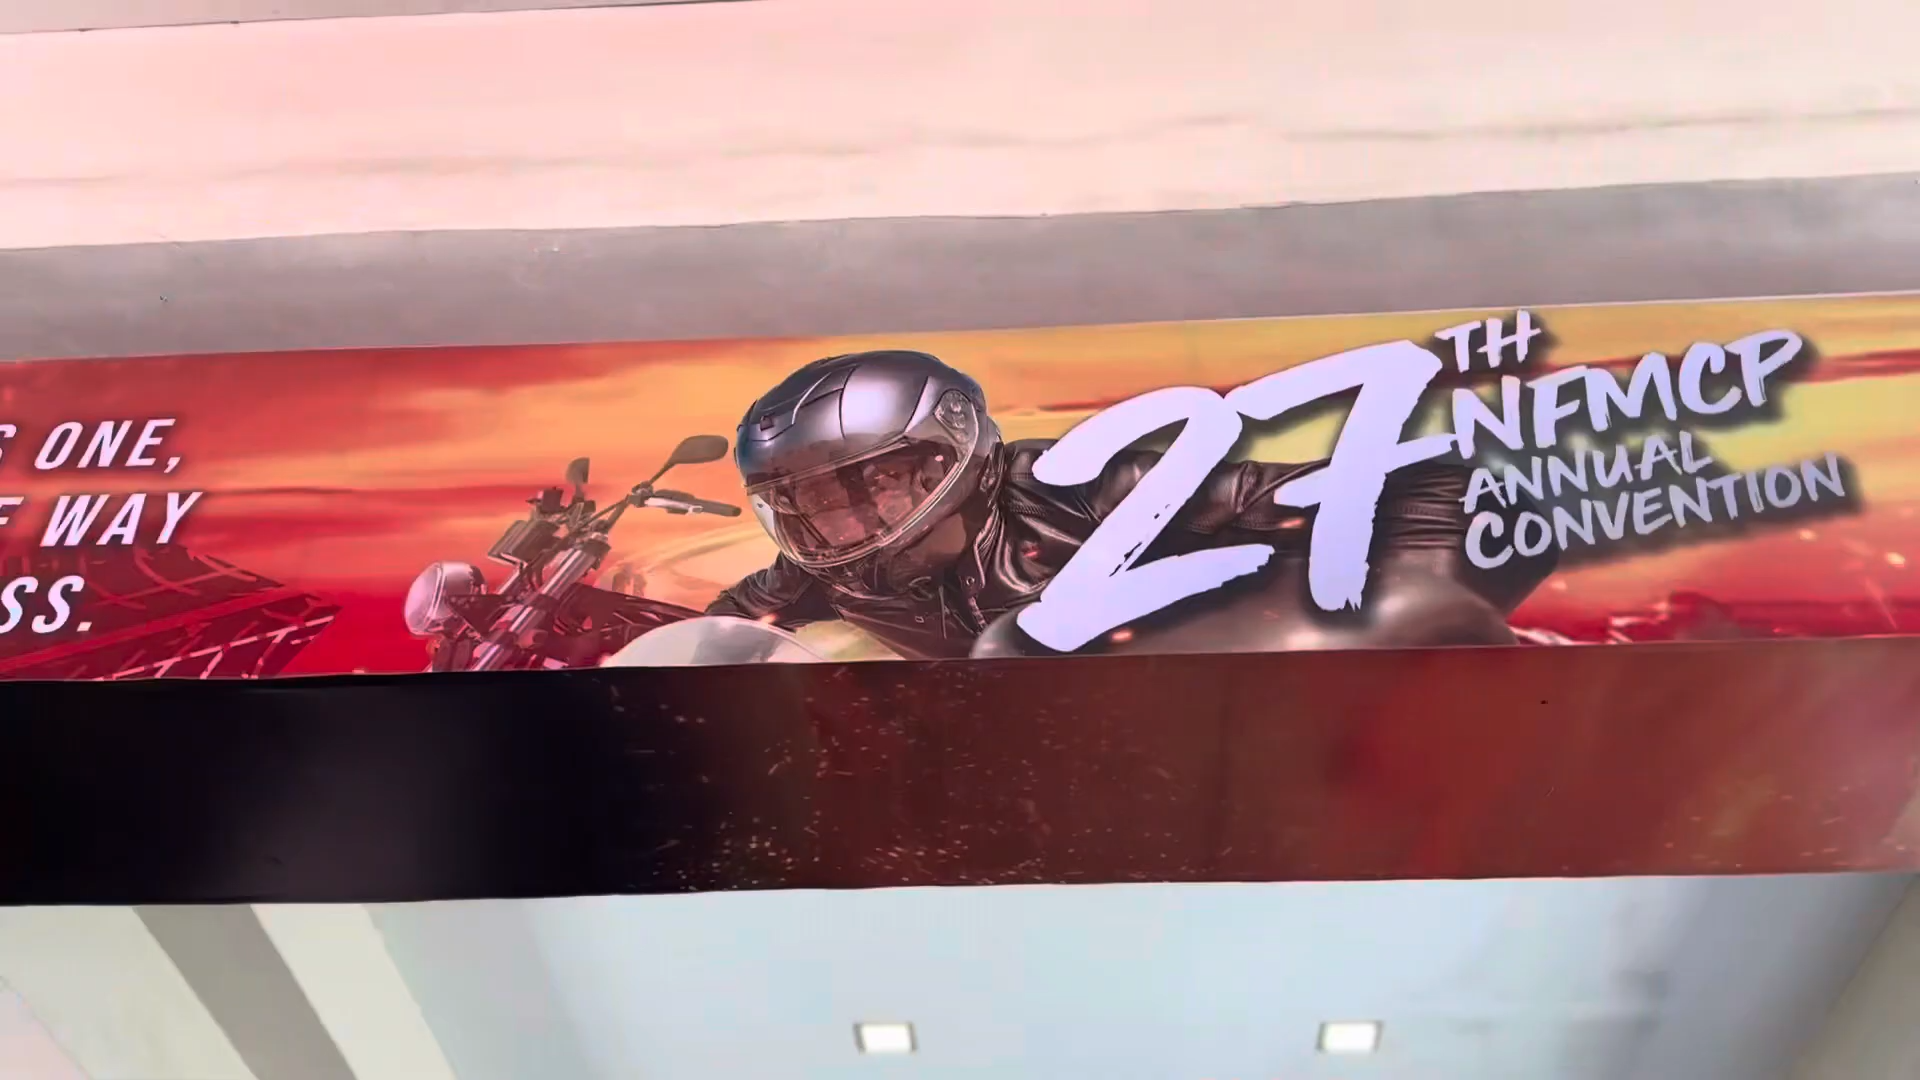 ONE,
WAY
SS.
27TH
NFMCP
ANNUAL
CONVENTION